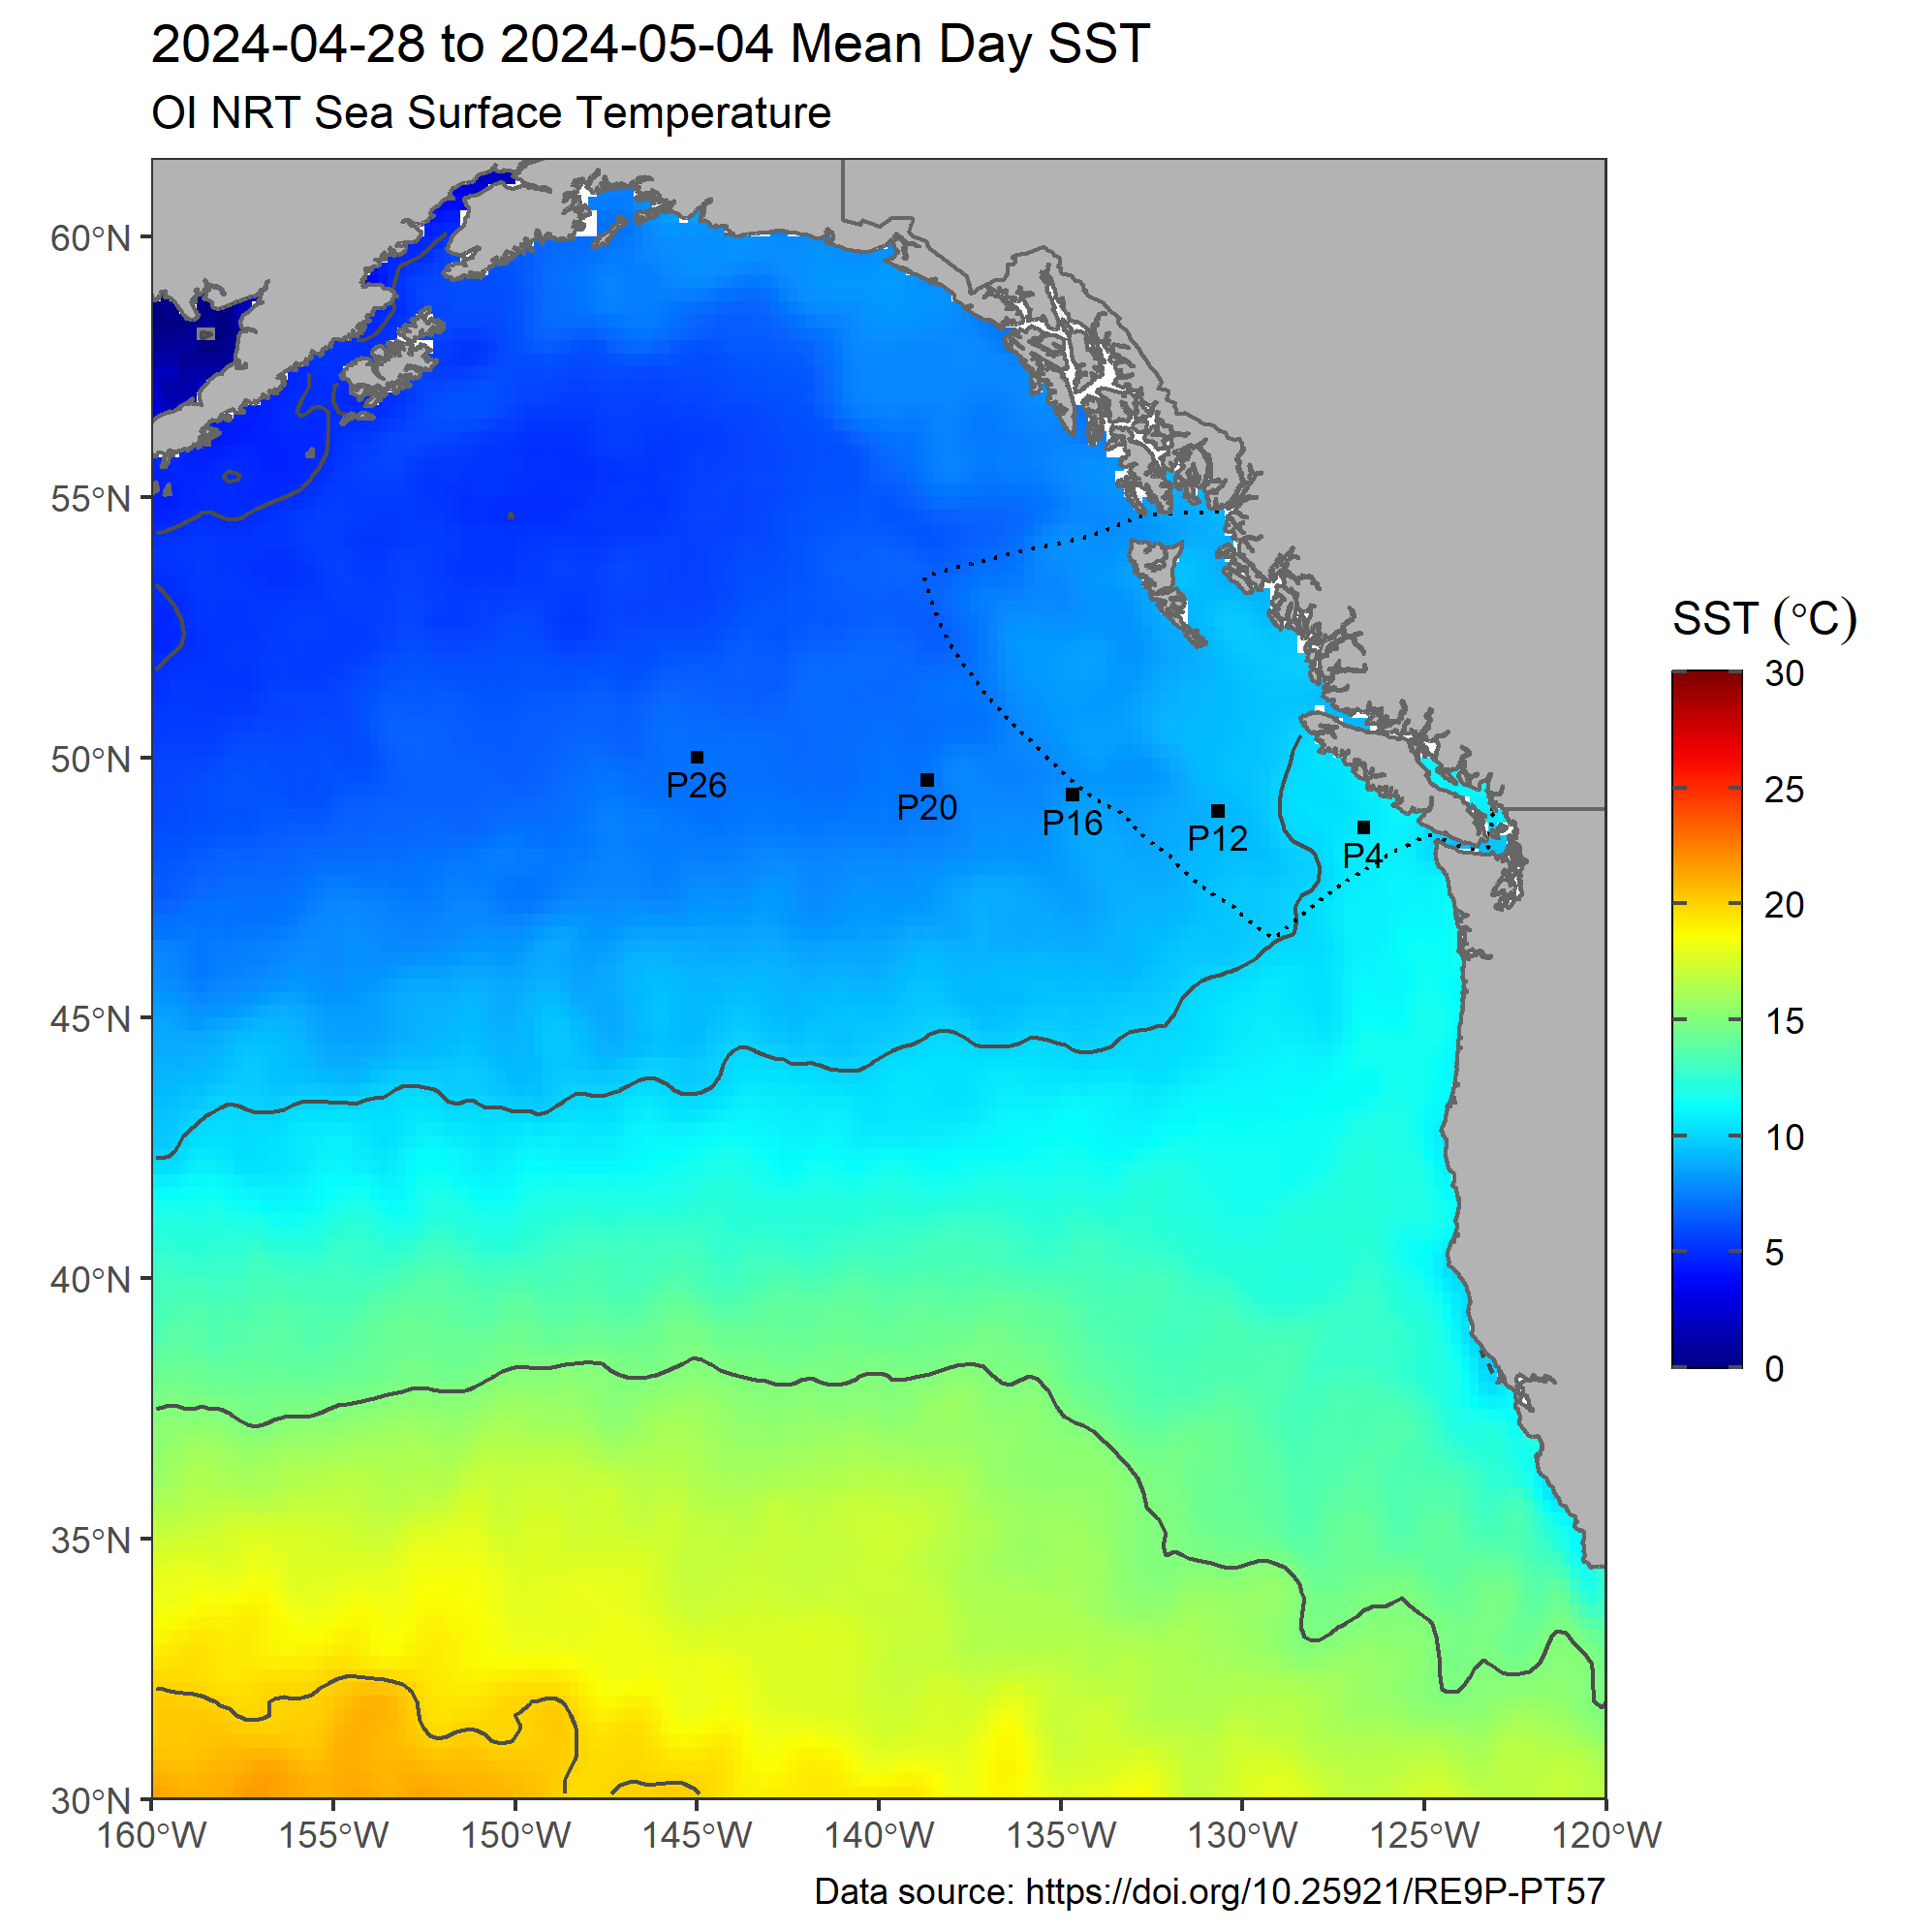 2024-04-28 to 2024-05-04 Mean Day SST
OI NRT Sea Surface Temperature
60°N
55°N
50°N
45°N
40°N
35°N
30°N
P26
P20
P16
P12
P4
160°W 155°W 150°W 145°W 140°W 135°W 130°W 125°W 120°W
SST (°C)
30
25
20
15
10
5
0
Data source: https://doi.org/10.25921/RE9P-PT57